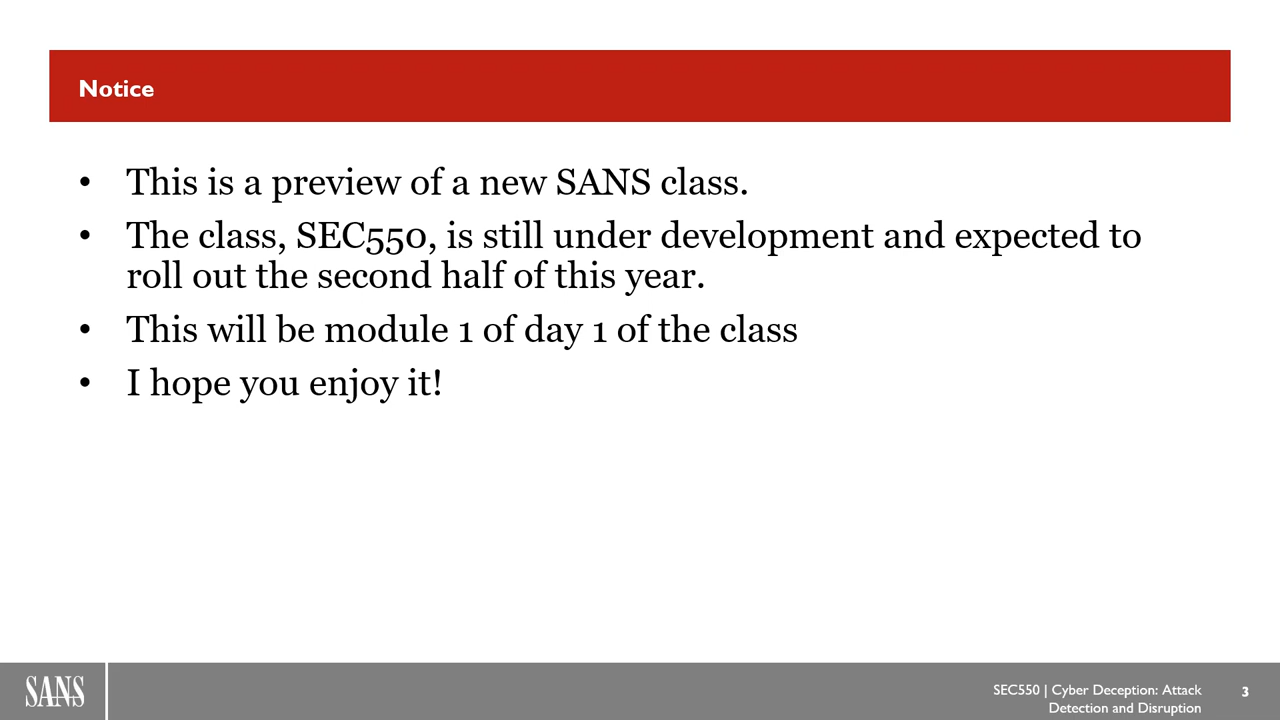 Notice
• This is a preview of a new SANS class.
• The class, SEC550, is still under development and expected to
roll out the second half of this year.
• This will be module 1 of day 1 of the class
• I hope you enjoy it!
SANS
SEC550 | Cyber Deception: Attack
Detection and Disruption
3